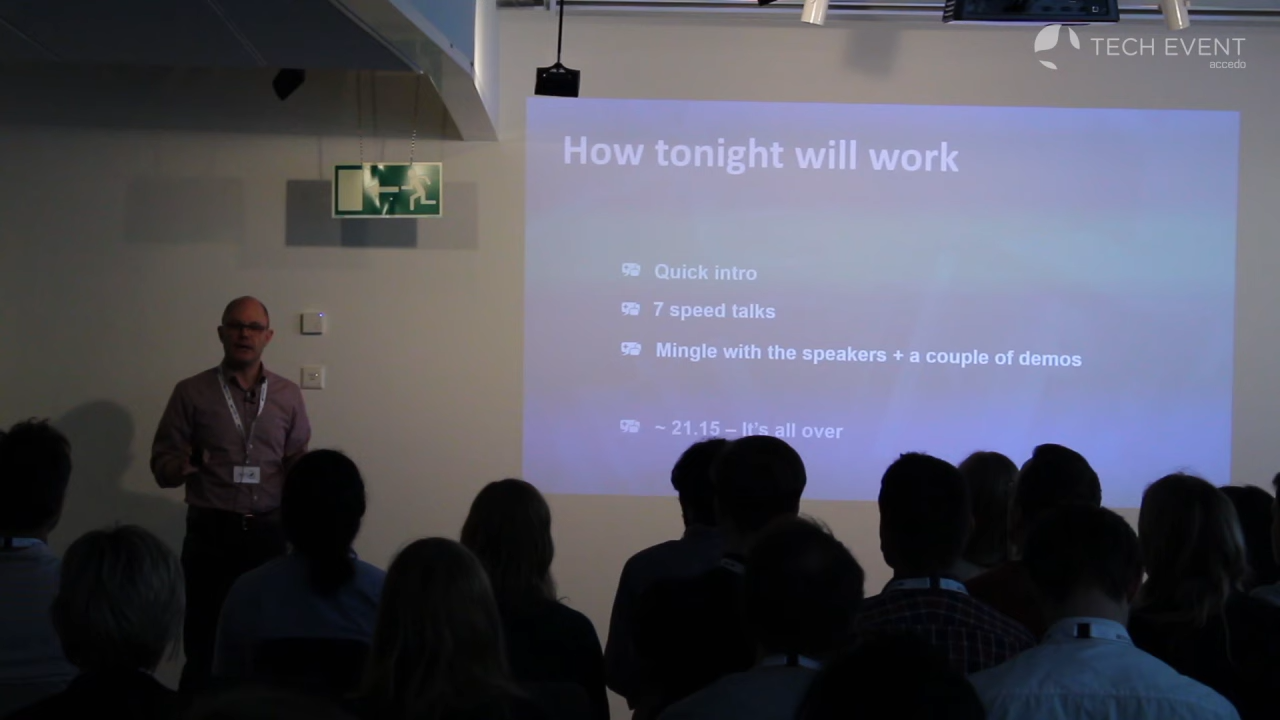 TECH EVENT
accedo
How tonight will work
Quick intro
7 speed talks
Mingle with the speakers + a couple of demos
~ 21.15 – It's all over